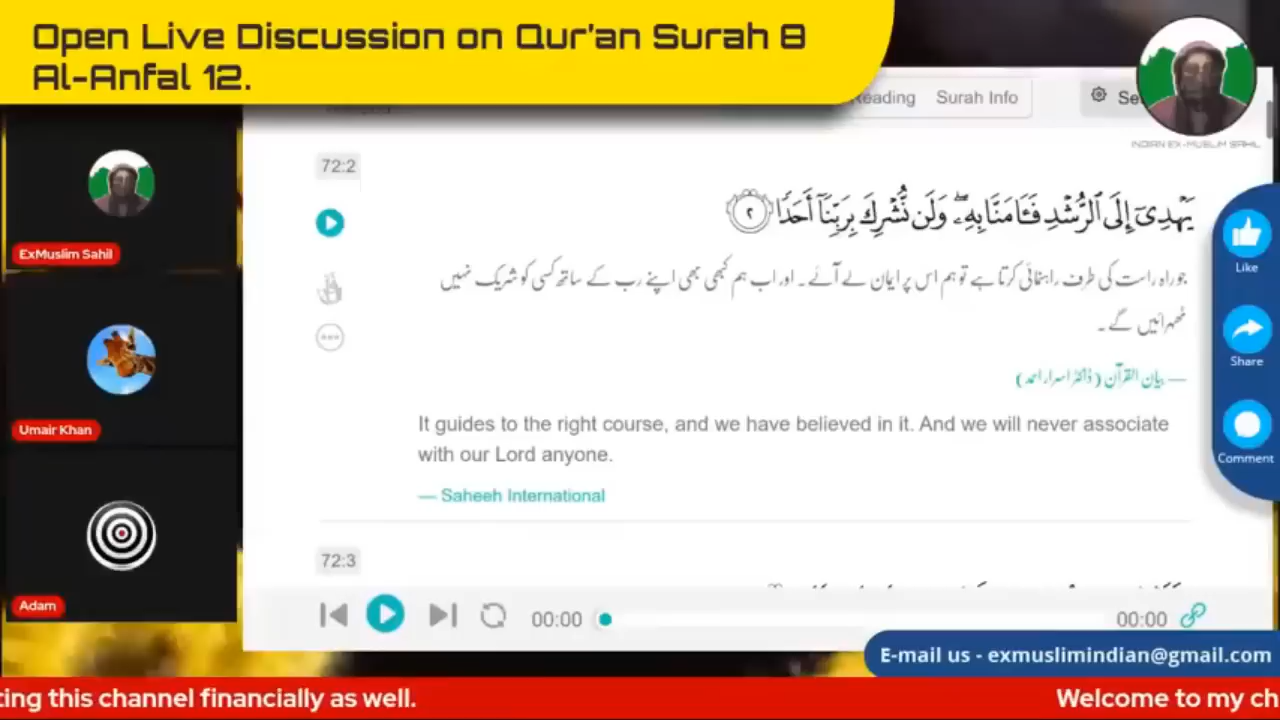 Open Live Discussion on Qur'an Surah 8
Al-Anfal 12.
Reading
Surah Info
INDIAN EX-MUSLIM SAHIL
72:2
يَهْدِىٓ إِلَى ٱلرُّشْدِ فَـَٔامَنَّا بِهِۦ ۖ وَلَن نُّشْرِكَ بِرَبِّنَآ أَحَدًا ٢
جو راہ راست کی طرف راہنمائی کرتا ہے تو ہم اس پر ایمان لے آئے۔ اور اب ہم کبھی بھی اپنے رب کے ساتھ کسی کو شریک نہیں
ٹھہرائیں گے۔
— بیان القرآن (ڈاکٹر اسرار احمد)
It guides to the right course, and we have believed in it. And we will never associate
with our Lord anyone.
— Saheeh International
72:3
00:00
00:00
ExMuslim Sahil
Umair Khan
Adam
Like
Share
Comment
E-mail us - exmuslimindian@gmail.com
ting this channel financially as well.
Welcome to my ch